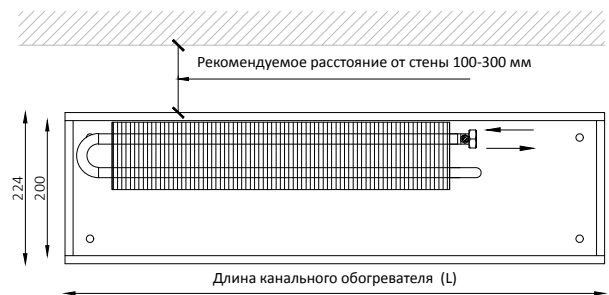 Рекомендуемое расстояние от стены 100-300 мм
224
200
Длина канального обогревателя (L)